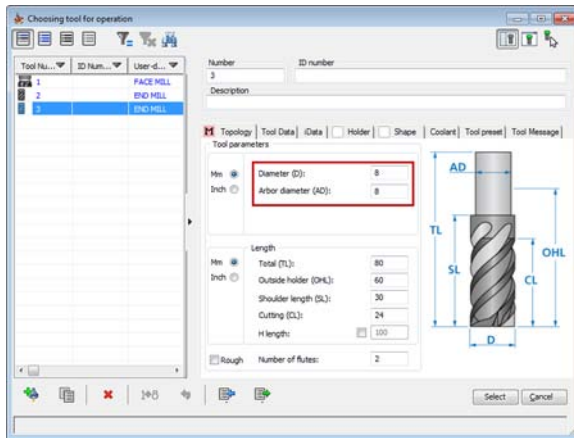 Choosing tool for operation
Tool Nu... ID Num... User-d...
1 FACE MILL
2 END MILL
3 END MILL
Number ID number
3
Description
M Topology Tool Data iData Holder Shape Coolant Tool preset Tool Message
Tool parameters
Mm Diameter (D): 8
Inch Arbor diameter (AD): 8
Length
Mm Total (TL): 80
Inch Outside holder (OHL): 60
Shoulder length (SL): 30
Cutting (CL): 24
H length: 100
Rough Number of flutes: 2
AD
TL
OHL
SL
CL
D
Select Cancel